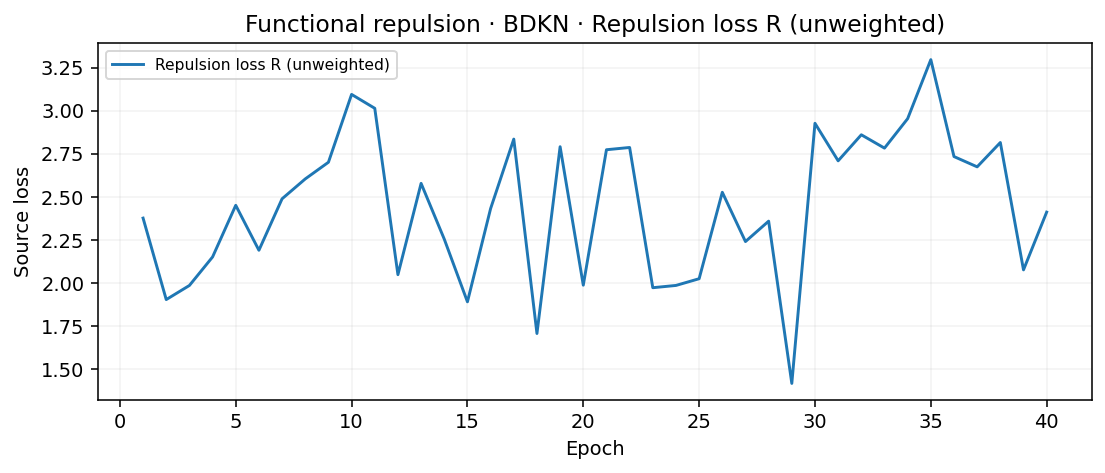 Functional repulsion · BDKN · Repulsion loss R (unweighted)
Repulsion loss R (unweighted)
Source loss
3.25
3.00
2.75
2.50
2.25
2.00
1.75
1.50
0 5 10 15 20 25 30 35 40
Epoch